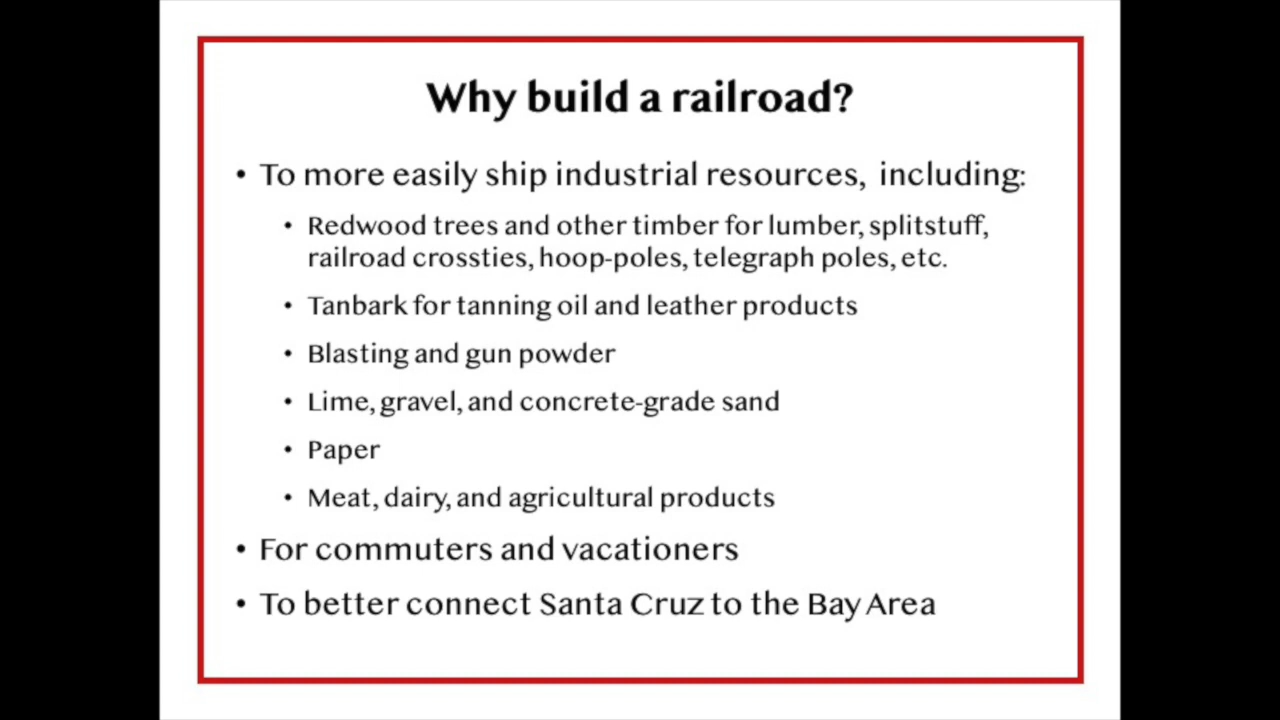 Why build a railroad?
• To more easily ship industrial resources, including:
• Redwood trees and other timber for lumber, splitstuff,
railroad crossties, hoop-poles, telegraph poles, etc.
• Tanbark for tanning oil and leather products
• Blasting and gun powder
• Lime, gravel, and concrete-grade sand
• Paper
• Meat, dairy, and agricultural products
• For commuters and vacationers
• To better connect Santa Cruz to the Bay Area